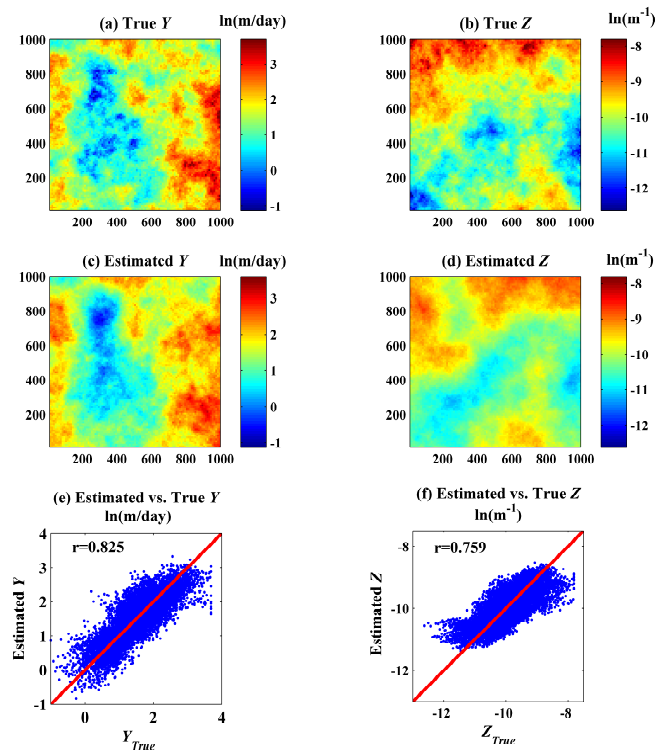 (a) True Y
ln(m/day)
(b) True Z
ln(m⁻¹)
1000
800
600
400
200
200 400 600 800 1000
3
2
1
0
-1
1000
800
600
400
200
200 400 600 800 1000
-8
-9
-10
-11
-12
(c) Estimated Y
ln(m/day)
(d) Estimated Z
ln(m⁻¹)
1000
800
600
400
200
200 400 600 800 1000
3
2
1
0
-1
1000
800
600
400
200
200 400 600 800 1000
-8
-9
-10
-11
-12
(e) Estimated vs. True Y
ln(m/day)
r=0.825
Estimated Y
4
3
2
1
0
-1
0 2 4
Y_True
(f) Estimated vs. True Z
ln(m⁻¹)
r=0.759
Estimated Z
-8
-10
-12
-12 -10 -8
Z_True